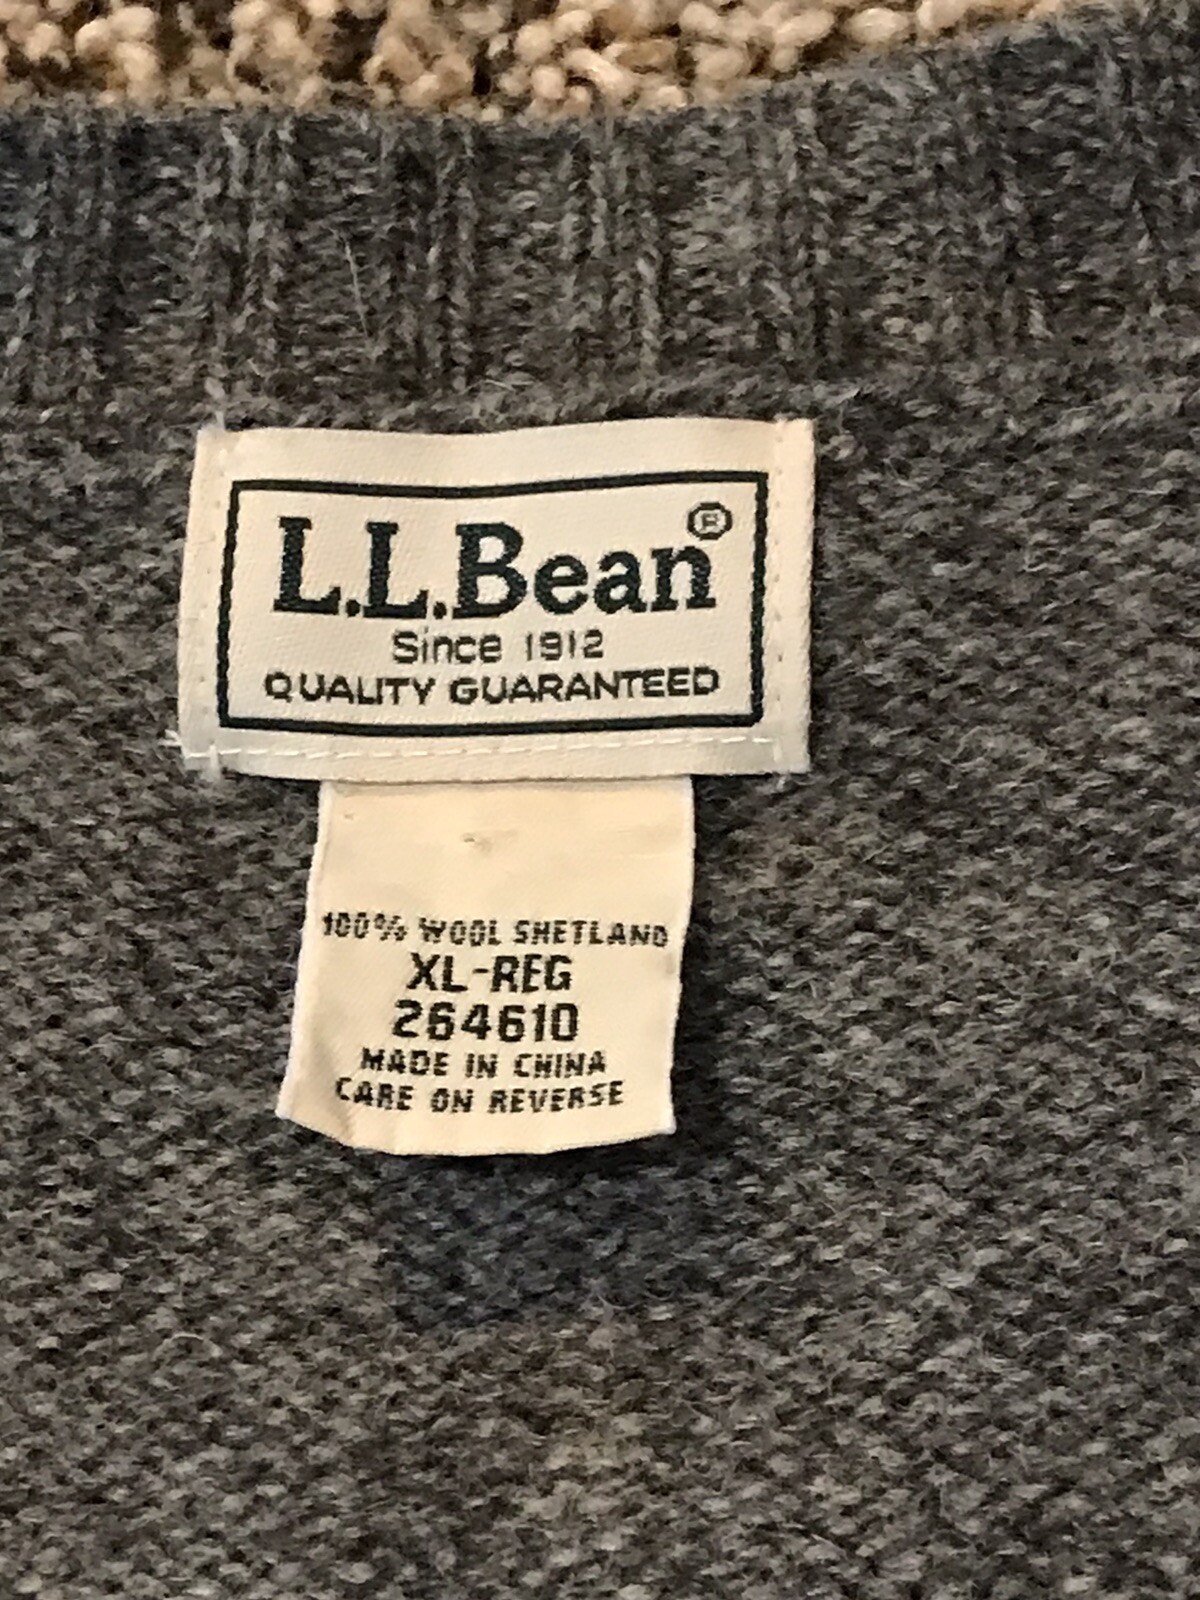 L.L.Bean®
Since 1912
QUALITY GUARANTEED
100% WOOL SHETLAND
XL-REG
264610
MADE IN CHINA
CARE ON REVERSE